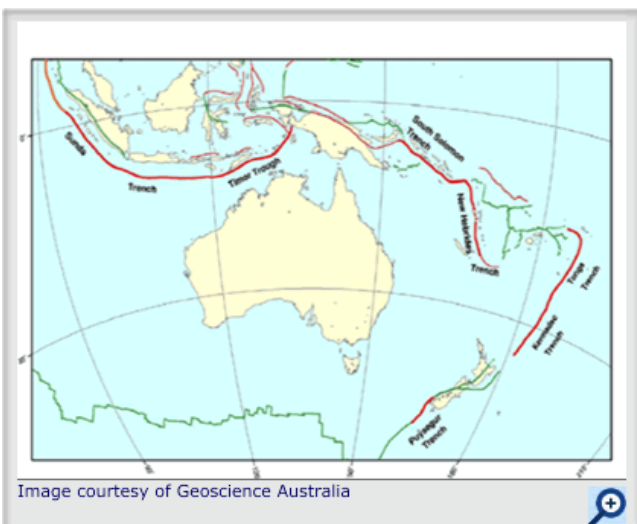 South Solomon
Trench
Sunda
Trench
Timor Trough
New Hebrides
Trench
Tonga
Trench
Kermadec
Trench
Puysegur
Trench
Image courtesy of Geoscience Australia